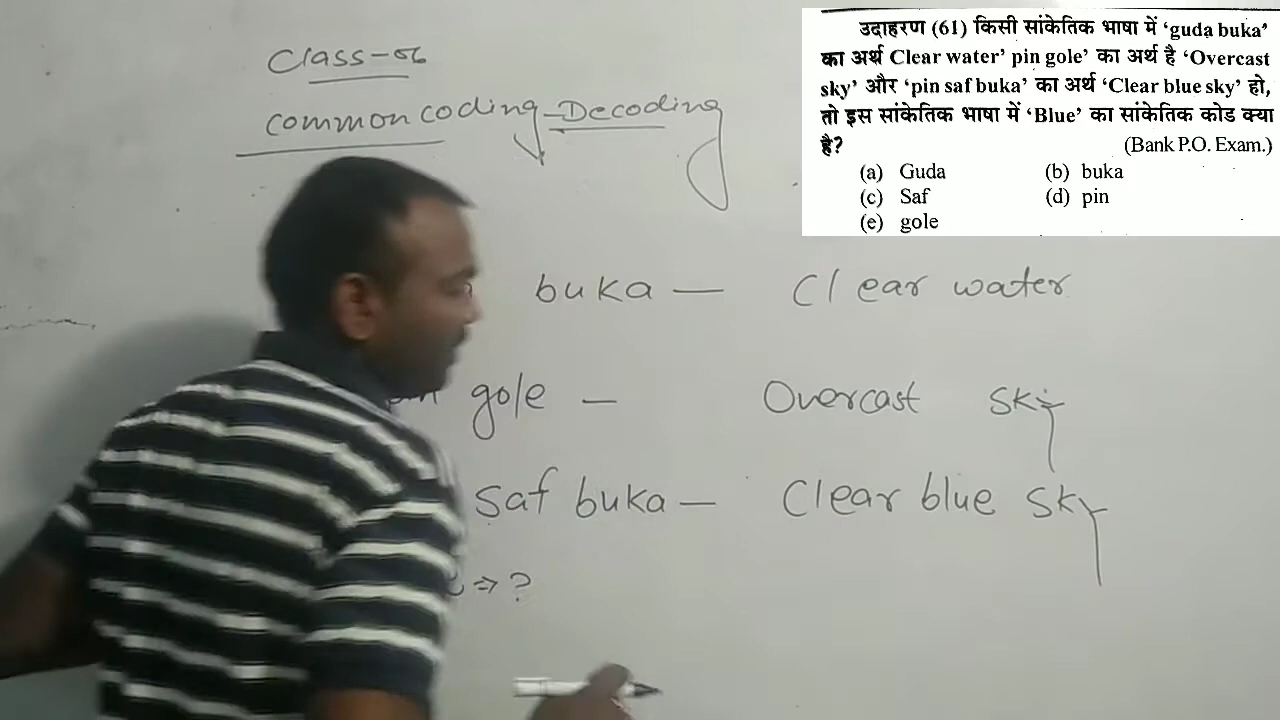 Class-06
common coding-Decoding
उदाहरण (61) किसी सांकेतिक भाषा में ‘guda buka’
का अर्थ Clear water’ pin gole’ का अर्थ है ‘Overcast
sky’ और ‘pin saf buka’ का अर्थ ‘Clear blue sky’ हो,
तो इस सांकेतिक भाषा में ‘Blue’ का सांकेतिक कोड क्या
है? (Bank P.O. Exam.)
(a) Guda (b) buka
(c) Saf (d) pin
(e) gole
buka — Clear water
gole — Overcast sky
Saf buka — Clear blue sky
⇒ ?